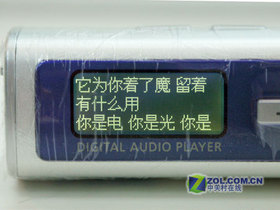 它为你着了魔 留着
有什么用
你是电 你是光 你是
DIGITAL AUDIO PLAYER
ZOL.COM.CN
中关村在线